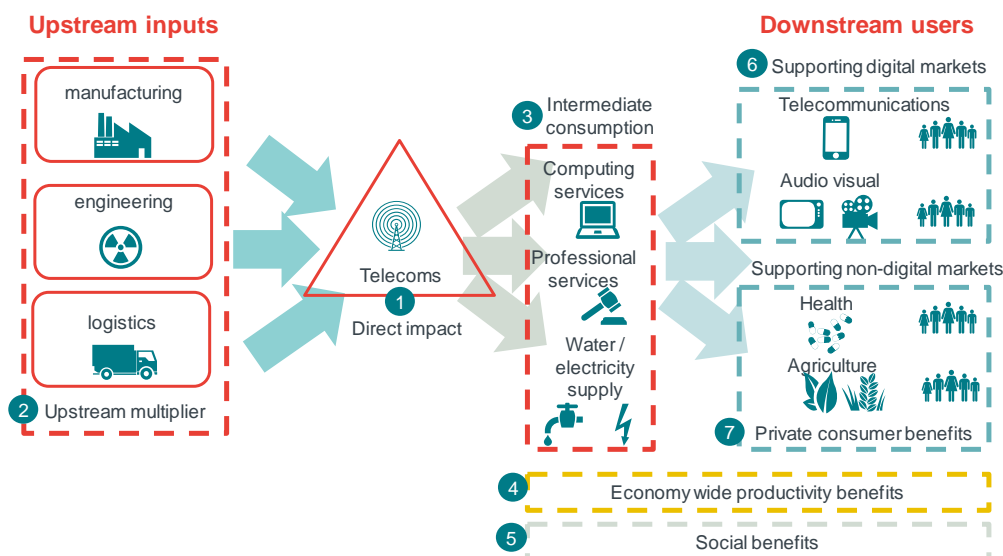 Upstream inputs
manufacturing
engineering
logistics
2 Upstream multiplier
Telecoms
1
Direct impact
3 Intermediate
consumption
Computing
services
Professional
services
Water /
electricity
supply
Downstream users
6 Supporting digital markets
Telecommunications
Audio visual
Supporting non-digital markets
Health
Agriculture
7 Private consumer benefits
4 Economy wide productivity benefits
5 Social benefits